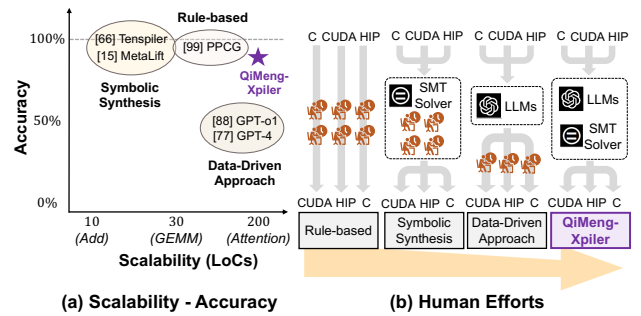 Accuracy
100%
50%
0%
[66] Tenspiler
[15] MetaLift
Symbolic
Synthesis
Rule-based
[99] PPCG
QiMeng-
Xpiler
[88] GPT-o1
[77] GPT-4
Data-Driven
Approach
10
30
200
(Add)
(GEMM)
(Attention)
Scalability (LoCs)
(a) Scalability - Accuracy
C CUDA HIP
C CUDA HIP
C CUDA HIP
C CUDA HIP
SMT
Solver
LLMs
LLMs
SMT
Solver
CUDA HIP C
CUDA HIP C
CUDA HIP C
CUDA HIP C
Rule-based
Symbolic
Synthesis
Data-Driven
Approach
QiMeng-
Xpiler
(b) Human Efforts